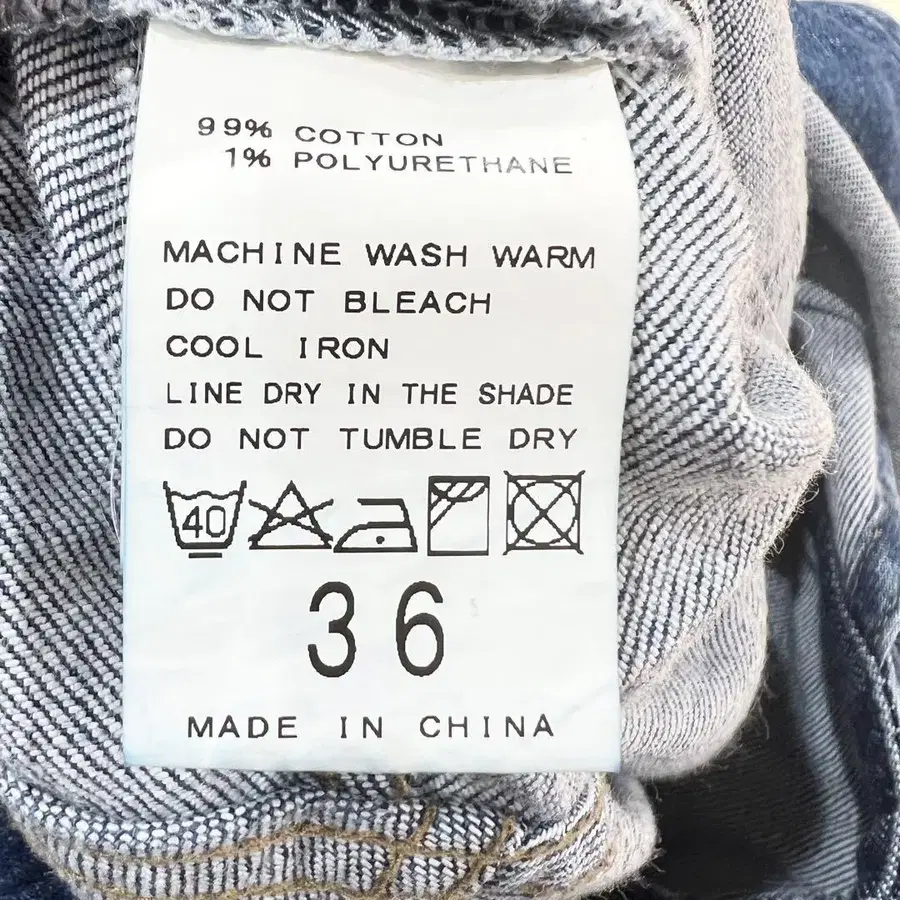 99% COTTON
1% POLYURETHANE
MACHINE WASH WARM
DO NOT BLEACH
COOL IRON
LINE DRY IN THE SHADE
DO NOT TUMBLE DRY
40
36
MADE IN CHINA